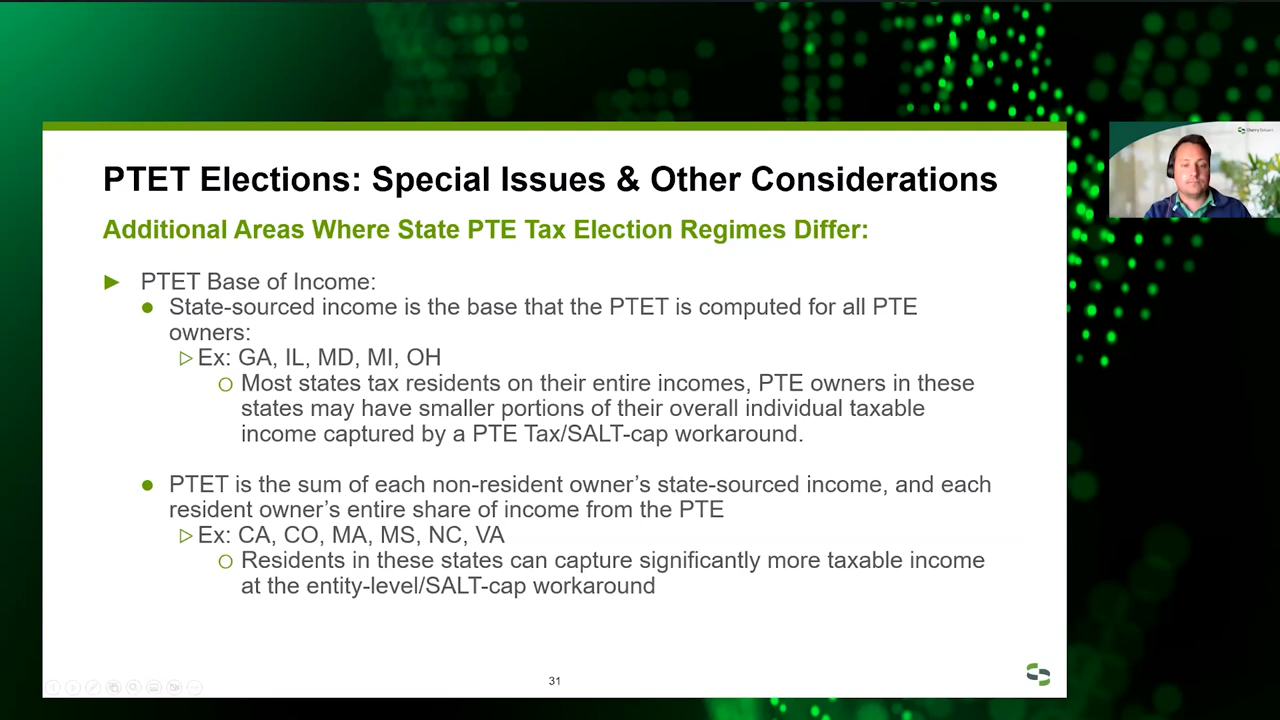 PTET Elections: Special Issues & Other Considerations
Additional Areas Where State PTE Tax Election Regimes Differ:
PTET Base of Income:
State-sourced income is the base that the PTET is computed for all PTE
owners:
Ex: GA, IL, MD, MI, OH
Most states tax residents on their entire incomes, PTE owners in these
states may have smaller portions of their overall individual taxable
income captured by a PTE Tax/SALT-cap workaround.
PTET is the sum of each non-resident owner's state-sourced income, and each
resident owner's entire share of income from the PTE
Ex: CA, CO, MA, MS, NC, VA
Residents in these states can capture significantly more taxable income
at the entity-level/SALT-cap workaround
31